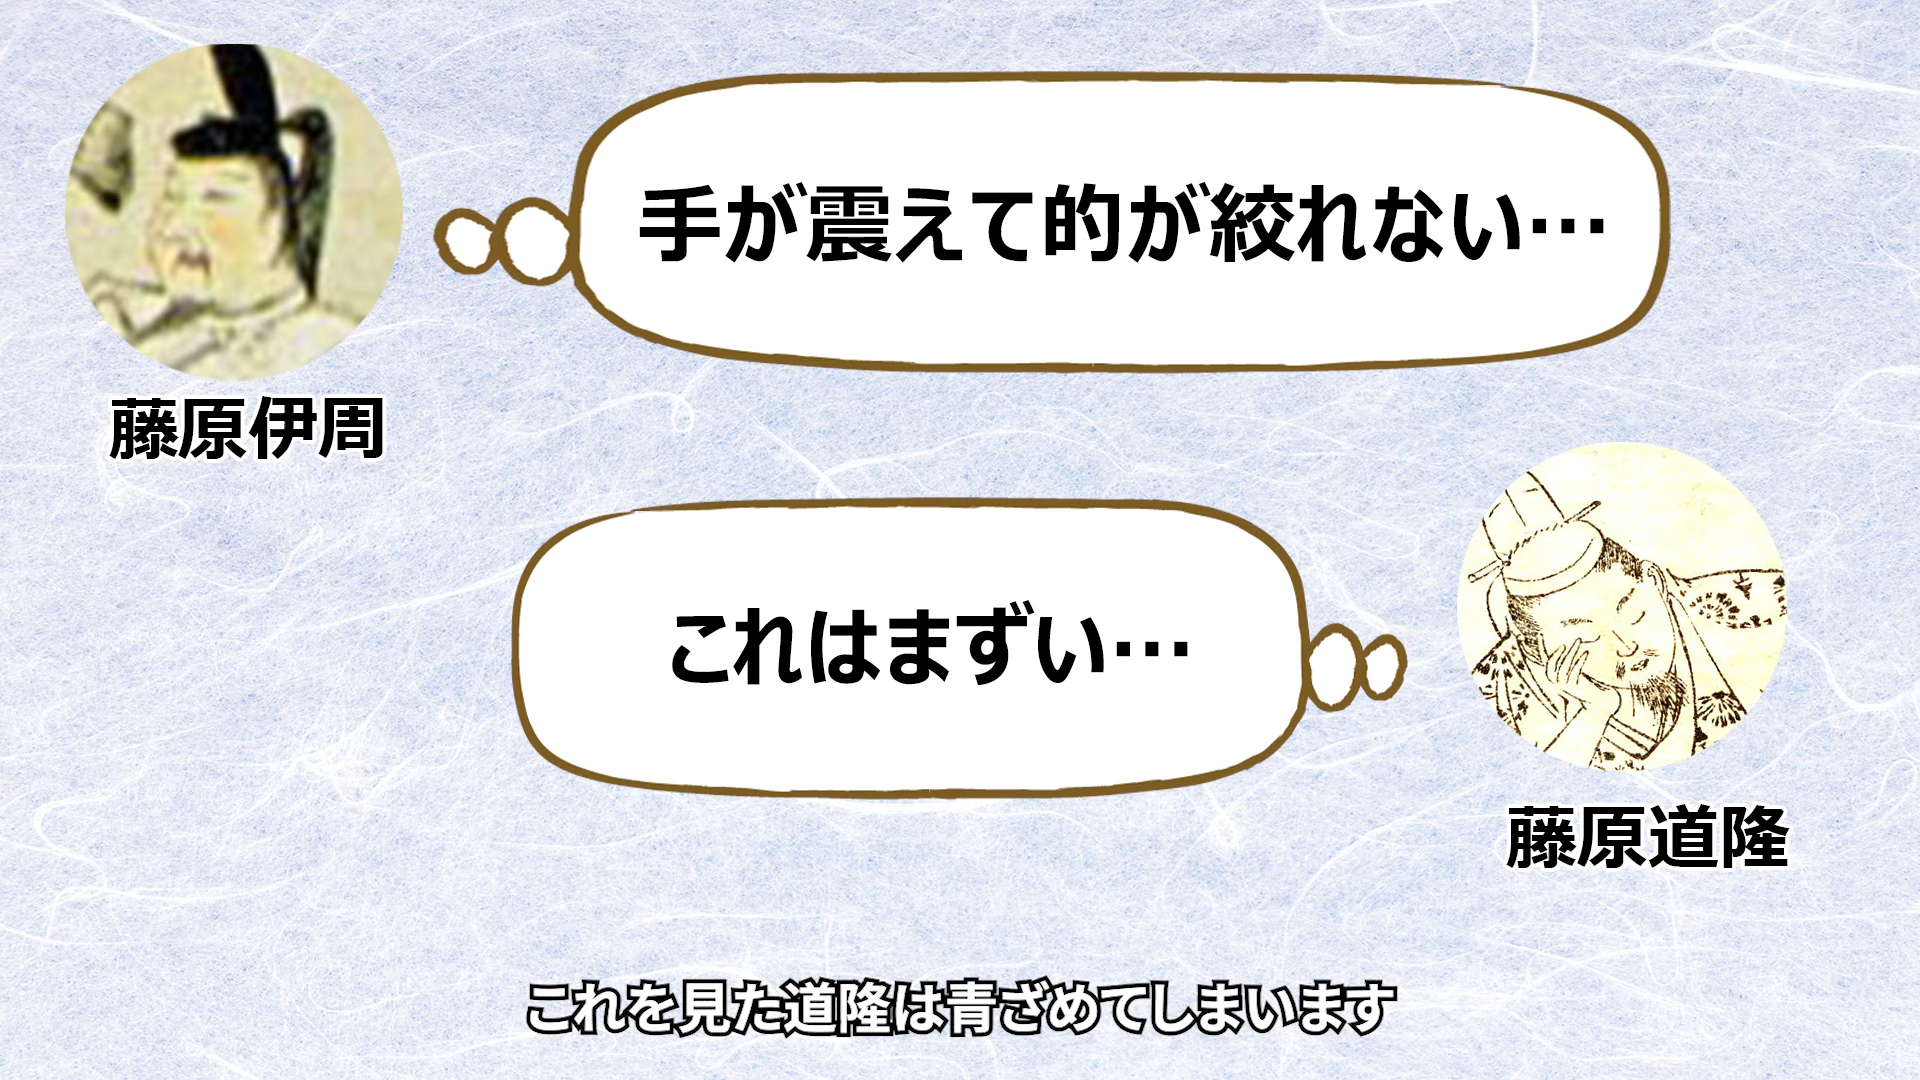 手が震えて的が絞れない…
藤原伊周
これはまずい…
藤原道隆
これを見た道隆は青ざめてしまいます